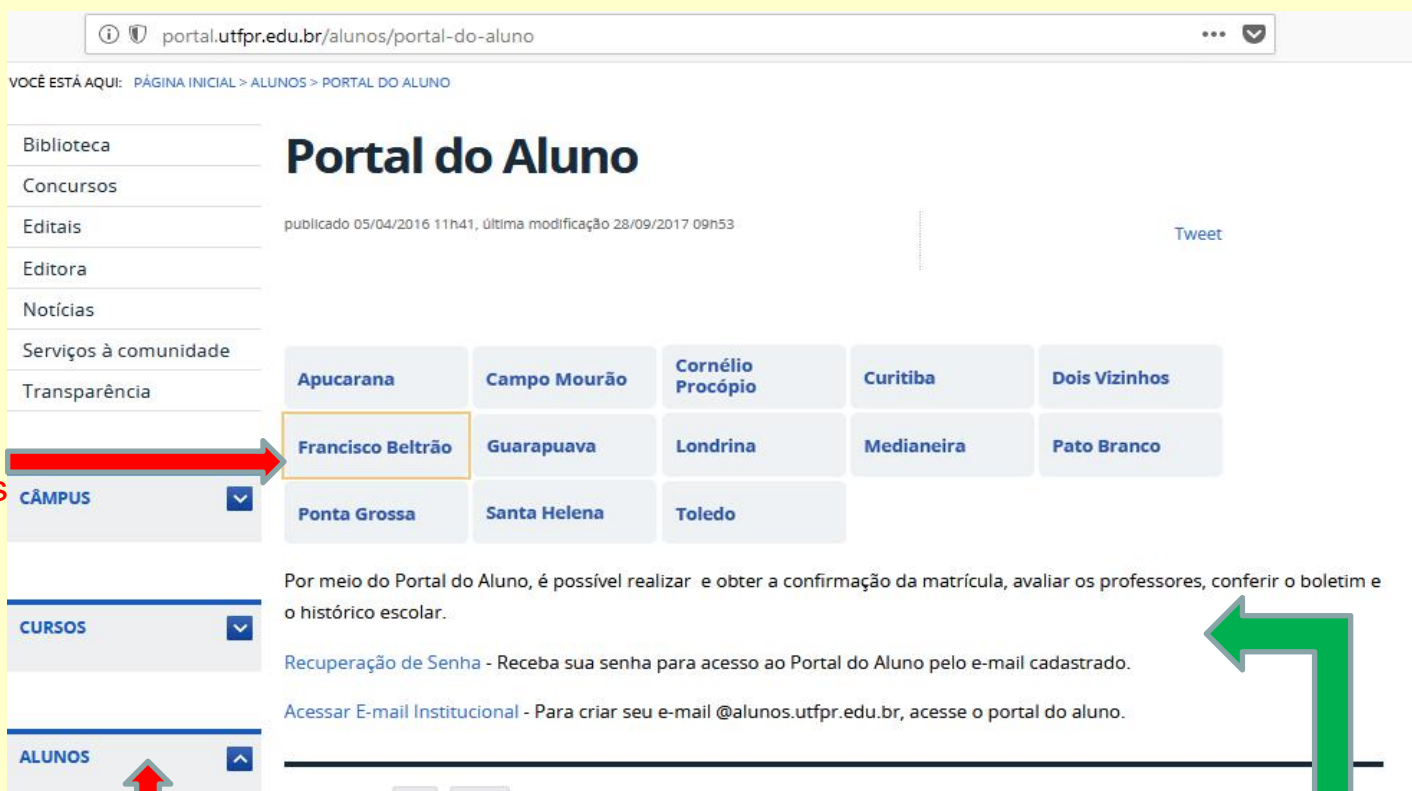 portal.utfpr.edu.br/alunos/portal-do-aluno
VOCÊ ESTÁ AQUI: PÁGINA INICIAL > ALUNOS > PORTAL DO ALUNO
Biblioteca
Concursos
Editais
Editora
Notícias
Serviços à comunidade
Transparência
CÂMPUS
CURSOS
ALUNOS
Portal do Aluno
publicado 05/04/2016 11h41, última modificação 28/09/2017 09h53
Tweet
Apucarana
Campo Mourão
Cornélio
Procópio
Curitiba
Dois Vizinhos
Francisco Beltrão
Guarapuava
Londrina
Medianeira
Pato Branco
Ponta Grossa
Santa Helena
Toledo
Por meio do Portal do Aluno, é possível realizar e obter a confirmação da matrícula, avaliar os professores, conferir o boletim e
o histórico escolar.
Recuperação de Senha - Receba sua senha para acesso ao Portal do Aluno pelo e-mail cadastrado.
Acessar E-mail Institucional - Para criar seu e-mail @alunos.utfpr.edu.br, acesse o portal do aluno.